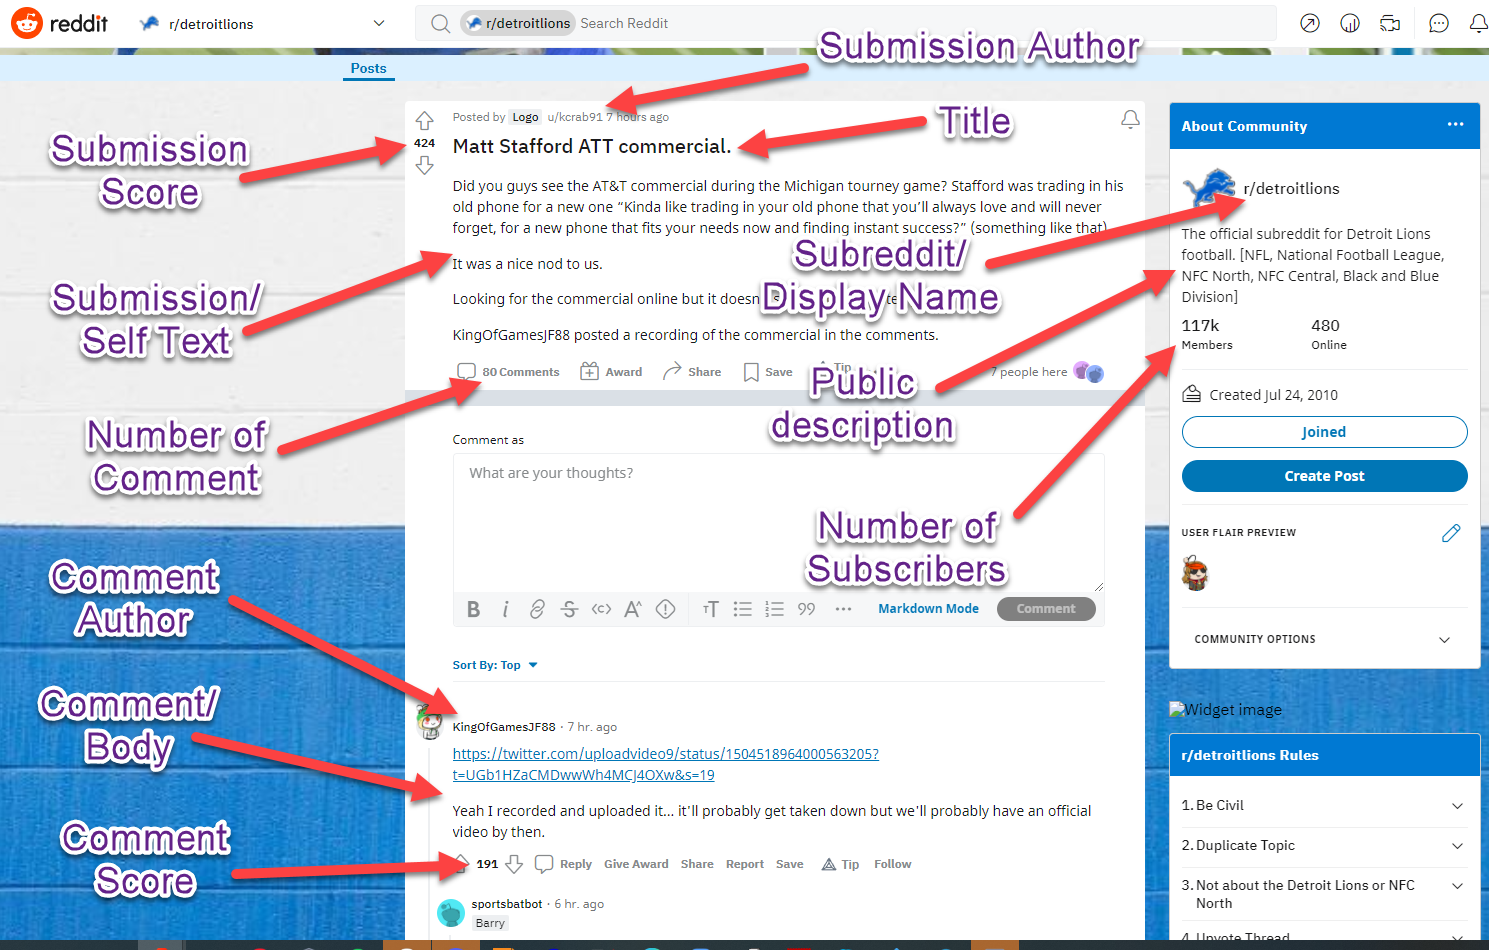 reddit
r/detroitlions
r/detroitlions Search Reddit
Submission Author
Posts
Posted by Logo u/kcrab91 7 hours ago
Title
424
Matt Stafford ATT commercial.
Submission
Score
Did you guys see the AT&T commercial during the Michigan tourney game? Stafford was trading in his
old phone for a new one “Kinda like trading in your old phone that you’ll always love and will never
forget, for a new phone that fits your needs now and finding instant success?” (something like that)
It was a nice nod to us.
Looking for the commercial online but it doesn
KingOfGamesJF88 posted a recording of the commercial in the comments.
Submission/
Self Text
Subreddit/
Display Name
80 Comments Award Share Save Tip
7 people here
Public
description
Number of
Comment
Comment as
What are your thoughts?
Number of
Subscribers
Markdown Mode Comment
Comment
Author
Sort By: Top
KingOfGamesJF88 · 7 hr. ago
https://twitter.com/uploadvideo9/status/1504518964000563205?
t=UGb1HZaCMDwwWh4MCJ4OXw&s=19
Comment/
Body
Yeah I recorded and uploaded it... it'll probably get taken down but we'll probably have an official
video by then.
Comment
Score
191 Reply Give Award Share Report Save Tip Follow
sportsbatbot · 6 hr. ago
Barry
About Community
r/detroitlions
The official subreddit for Detroit Lions
football. [NFL, National Football League,
NFC North, NFC Central, Black and Blue
Division]
117k 480
Members Online
Created Jul 24, 2010
Joined
Create Post
USER FLAIR PREVIEW
COMMUNITY OPTIONS
Widget image
r/detroitlions Rules
1. Be Civil
2. Duplicate Topic
3. Not about the Detroit Lions or NFC
North
4. Upvote Thread